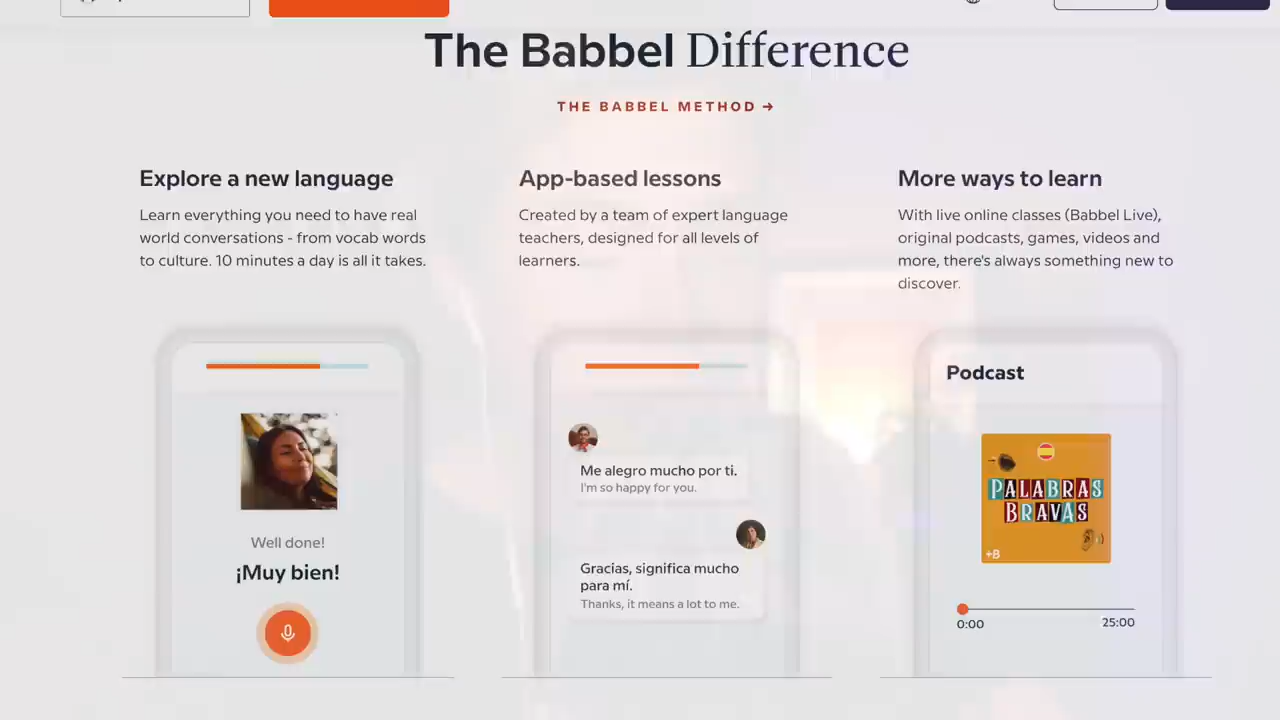 The Babbel Difference
THE BABBEL METHOD →
Explore a new language
Learn everything you need to have real
world conversations - from vocab words
to culture. 10 minutes a day is all it takes.
App-based lessons
Created by a team of expert language
teachers, designed for all levels of
learners.
More ways to learn
With live online classes (Babbel Live),
original podcasts, games, videos and
more, there's always something new to
discover.
Well done!
¡Muy bien!
Me alegro mucho por ti.
I'm so happy for you.
Gracias, significa mucho
para mí.
Thanks, it means a lot to me.
Podcast
PALABRAS
BRAVAS
+B
0:00
25:00